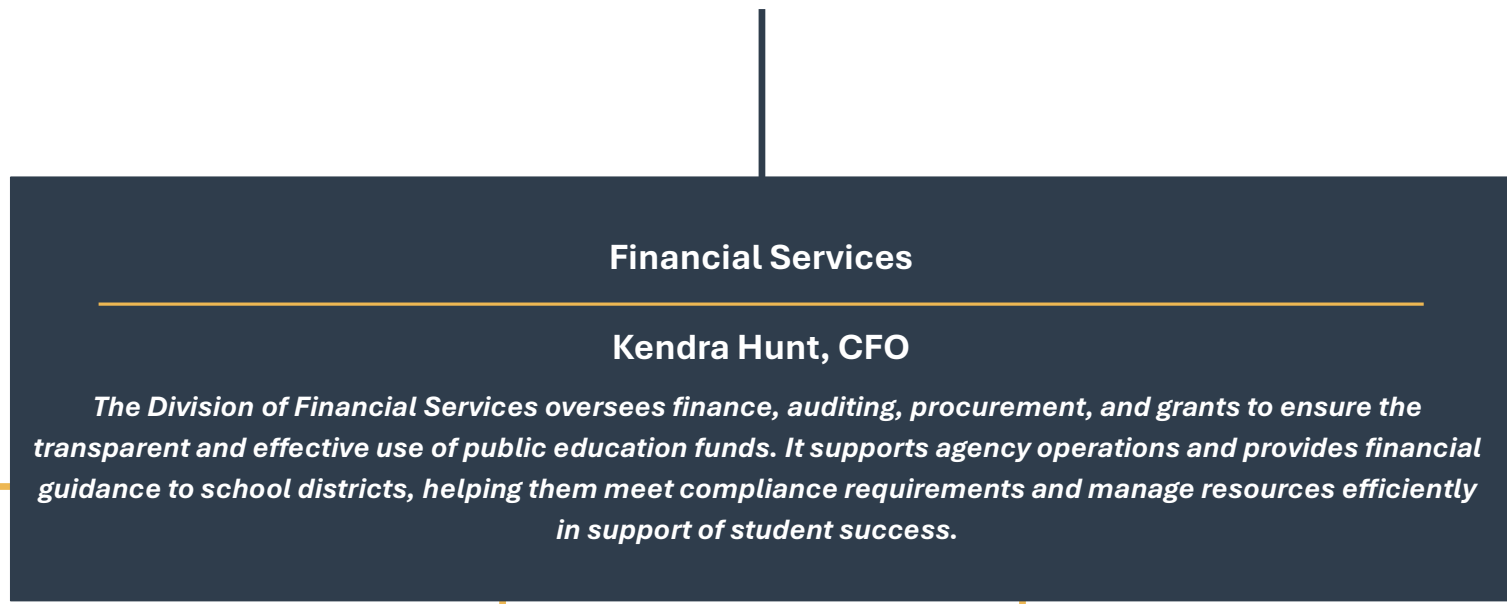 Financial Services
Kendra Hunt, CFO
The Division of Financial Services oversees finance, auditing, procurement, and grants to ensure the
transparent and effective use of public education funds. It supports agency operations and provides financial
guidance to school districts, helping them meet compliance requirements and manage resources efficiently
in support of student success.